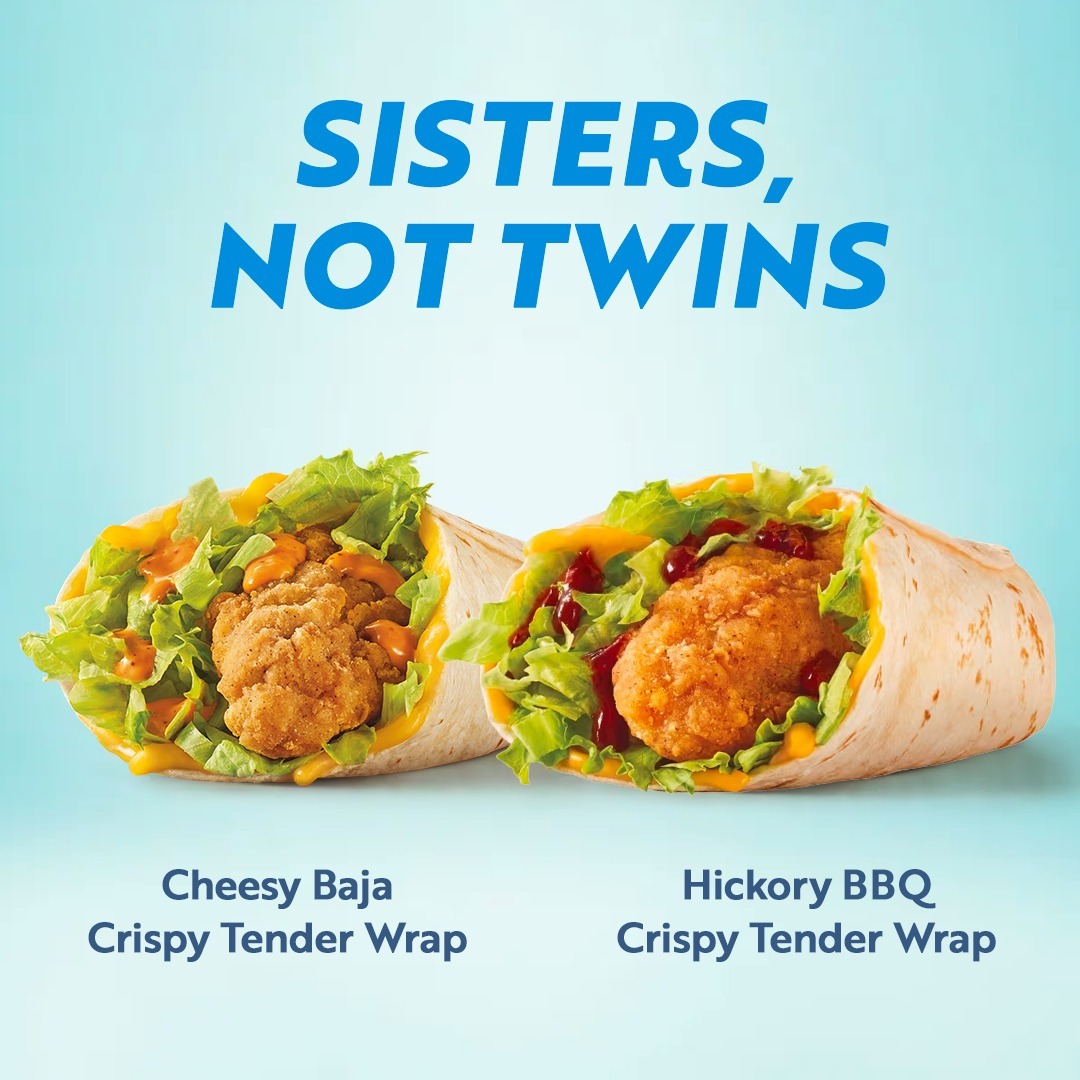 SISTERS,
NOT TWINS
Cheesy Baja
Crispy Tender Wrap
Hickory BBQ
Crispy Tender Wrap